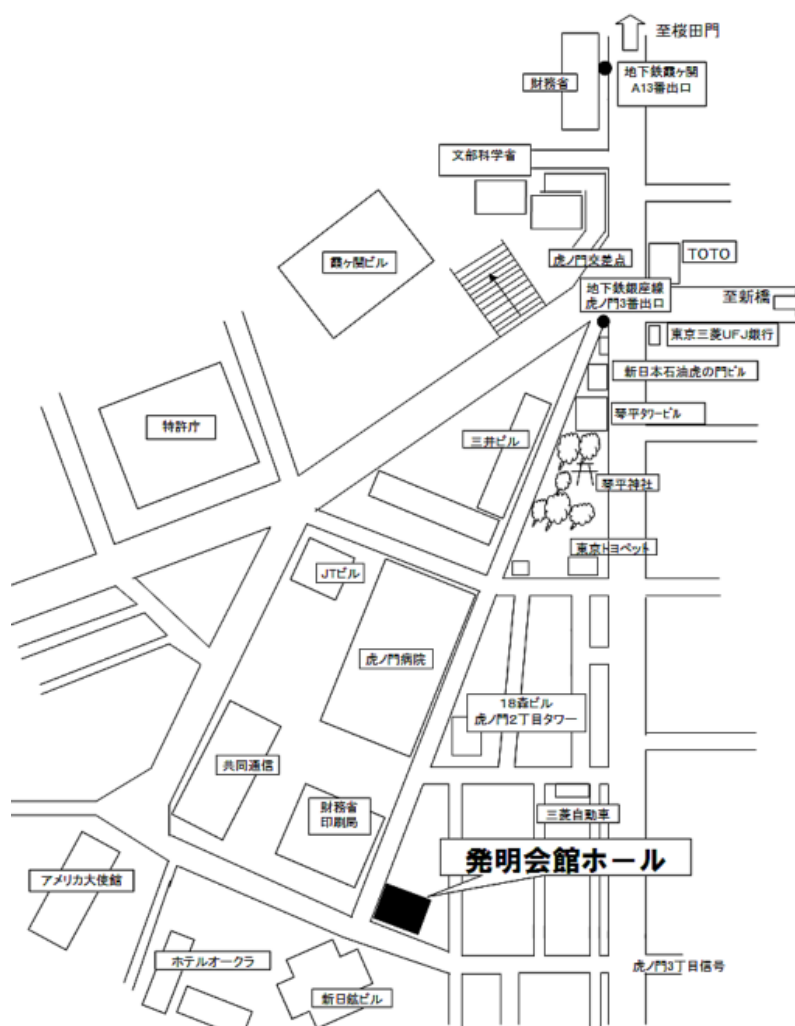 至桜田門
地下鉄霞ヶ関
A13番出口
財務省
文部科学省
虎ノ門交差点
TOTO
霞ヶ関ビル
地下鉄銀座線
虎ノ門3番出口
至新橋
東京三菱UFJ銀行
新日本石油虎の門ビル
琴平タワービル
特許庁
三井ビル
琴平神社
東京トヨペット
JTビル
虎ノ門病院
18森ビル
虎ノ門2丁目タワー
共同通信
財務省
印刷局
三菱自動車
発明会館ホール
アメリカ大使館
ホテルオークラ
新日鉱ビル
虎ノ門3丁目信号